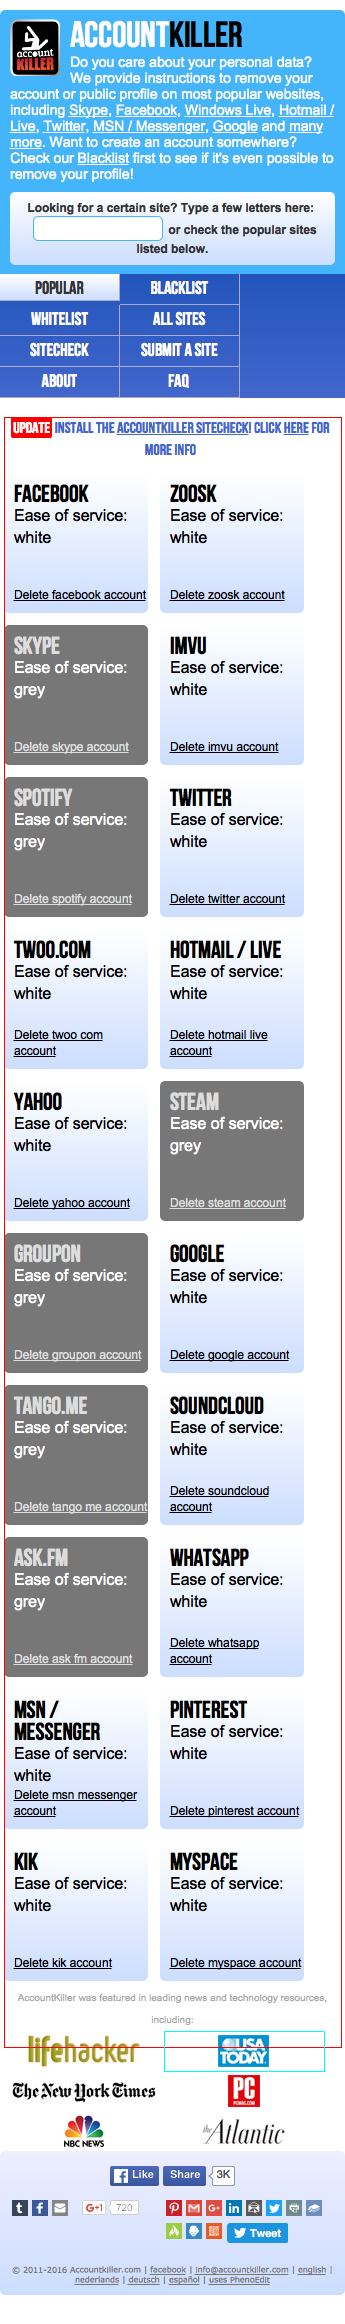 account
KILLER
ACCOUNTKILLER
Do you care about your personal data?
We provide instructions to remove your
account or public profile on most popular websites,
including Skype, Facebook, Windows Live, Hotmail /
Live, Twitter, MSN / Messenger, Google and many
more. Want to create an account somewhere?
Check our Blacklist first to see if it's even possible to
remove your profile!
Looking for a certain site? Type a few letters here:
or check the popular sites
listed below.
POPULAR
BLACKLIST
WHITELIST
ALL SITES
SITECHECK
SUBMIT A SITE
ABOUT
FAQ
UPDATE INSTALL THE ACCOUNTKILLER SITECHECK! CLICK HERE FOR
MORE INFO
FACEBOOK
Ease of service:
white
Delete facebook account
ZOOSK
Ease of service:
white
Delete zoosk account
SKYPE
Ease of service:
grey
Delete skype account
IMVU
Ease of service:
white
Delete imvu account
SPOTIFY
Ease of service:
grey
Delete spotify account
TWITTER
Ease of service:
white
Delete twitter account
TWOO.COM
Ease of service:
white
Delete twoo com
account
HOTMAIL / LIVE
Ease of service:
white
Delete hotmail live
account
YAHOO
Ease of service:
white
Delete yahoo account
STEAM
Ease of service:
grey
Delete steam account
GROUPON
Ease of service:
grey
Delete groupon account
GOOGLE
Ease of service:
white
Delete google account
TANGO.ME
Ease of service:
grey
Delete tango me account
SOUNDCLOUD
Ease of service:
white
Delete soundcloud
account
ASK.FM
Ease of service:
grey
Delete ask fm account
WHATSAPP
Ease of service:
white
Delete whatsapp
account
MSN /
MESSENGER
Ease of service:
white
Delete msn messenger
account
PINTEREST
Ease of service:
white
Delete pinterest account
KIK
Ease of service:
white
Delete kik account
MYSPACE
Ease of service:
white
Delete myspace account
AccountKiller was featured in leading news and technology resources,
including:
lifehacker
USA
TODAY
The New York Times
PC
PCMAG.COM
NBC NEWS
the Atlantic
Like
Share
3K
G+1
720
Tweet
© 2011-2016 Accountkiller.com | facebook | info@accountkiller.com | english |
nederlands | deutsch | español | uses PhenoEdit